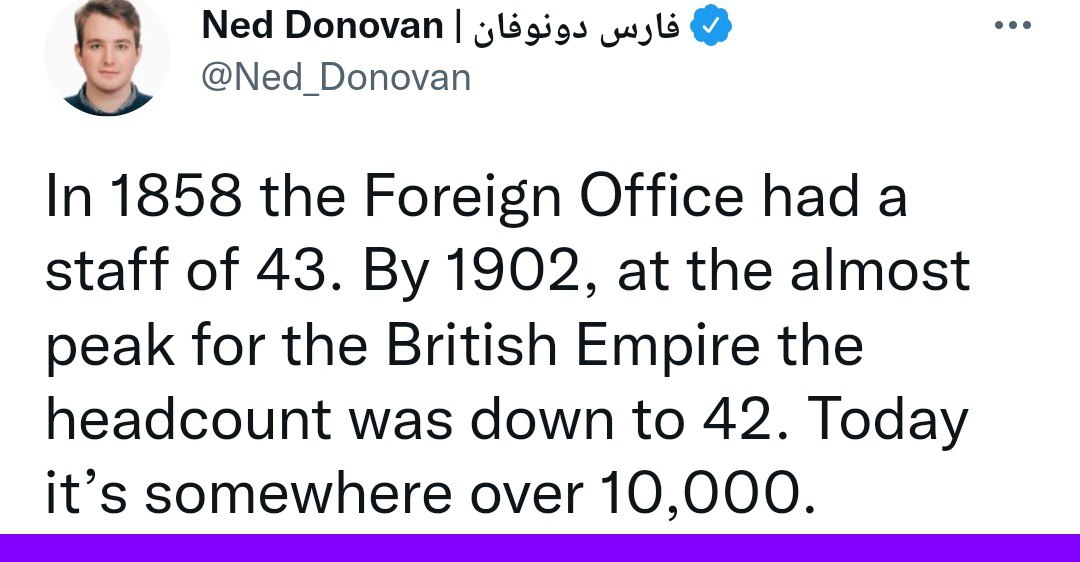 Ned Donovan | فارس دونوفان
@Ned_Donovan
In 1858 the Foreign Office had a
staff of 43. By 1902, at the almost
peak for the British Empire the
headcount was down to 42. Today
it’s somewhere over 10,000.